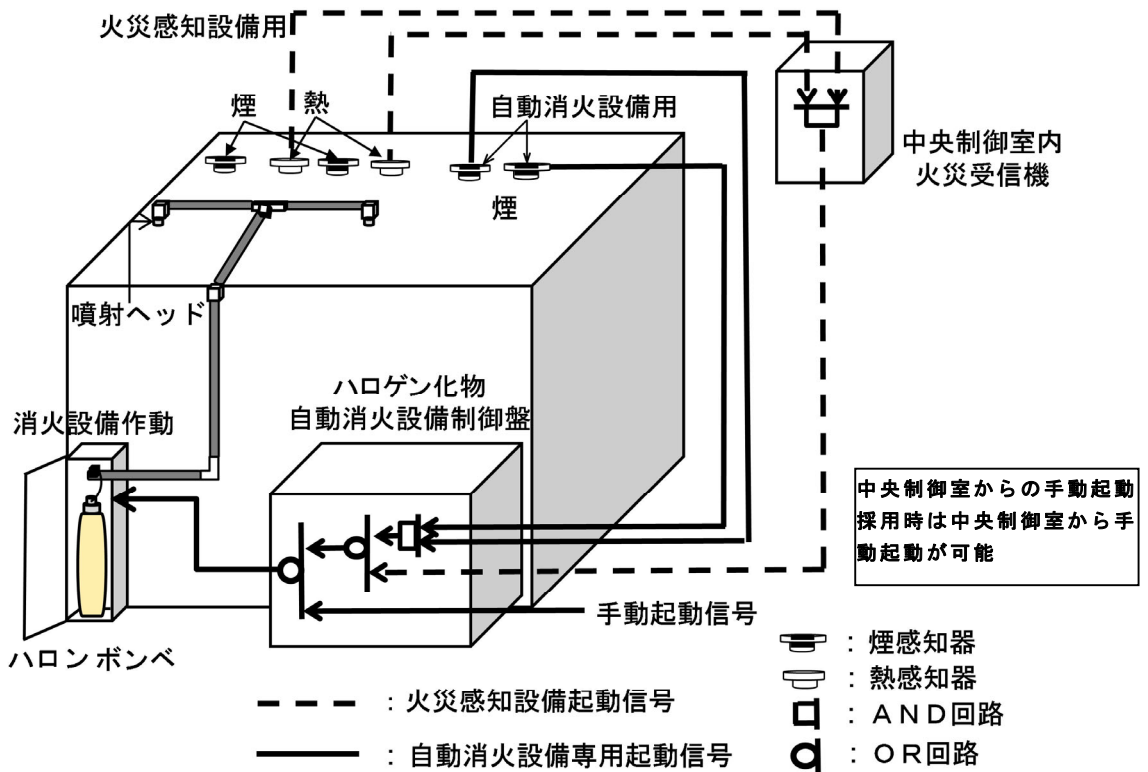 火災感知設備用
煙
熱
自動消火設備用
煙
中央制御室内
火災受信機
噴射ヘッド
ハロゲン化物
自動消火設備制御盤
消火設備作動
中央制御室からの手動起動
採用時は中央制御室から手
動起動が可能
手動起動信号
ハロンボンベ
：煙感知器
：熱感知器
：火災感知設備起動信号
：ＡＮＤ回路
：自動消火設備専用起動信号
：ＯＲ回路